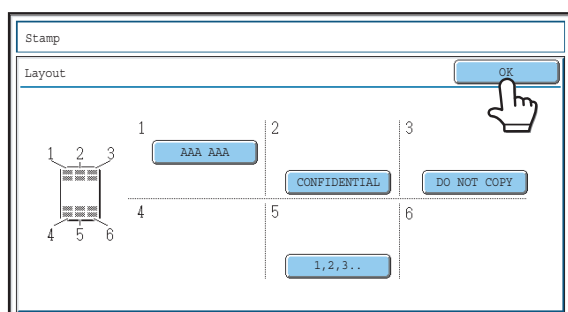 Stamp
Layout
OK
1 2 3
4 5 6
1
AAA AAA
2
CONFIDENTIAL
3
DO NOT COPY
4
5
1,2,3..
6